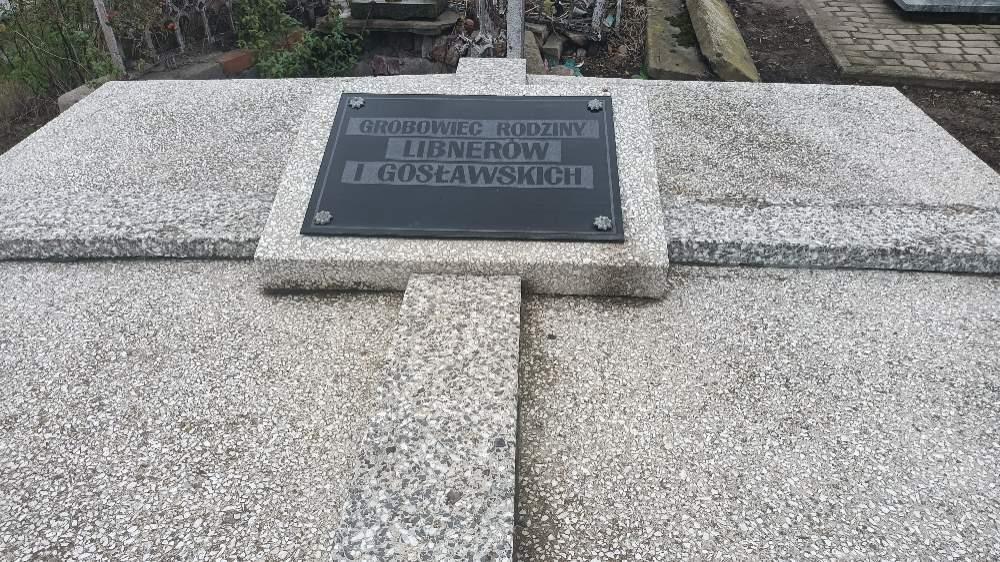 GROBOWIEC RODZINY
LIBNERÓW
I GOSŁAWSKICH